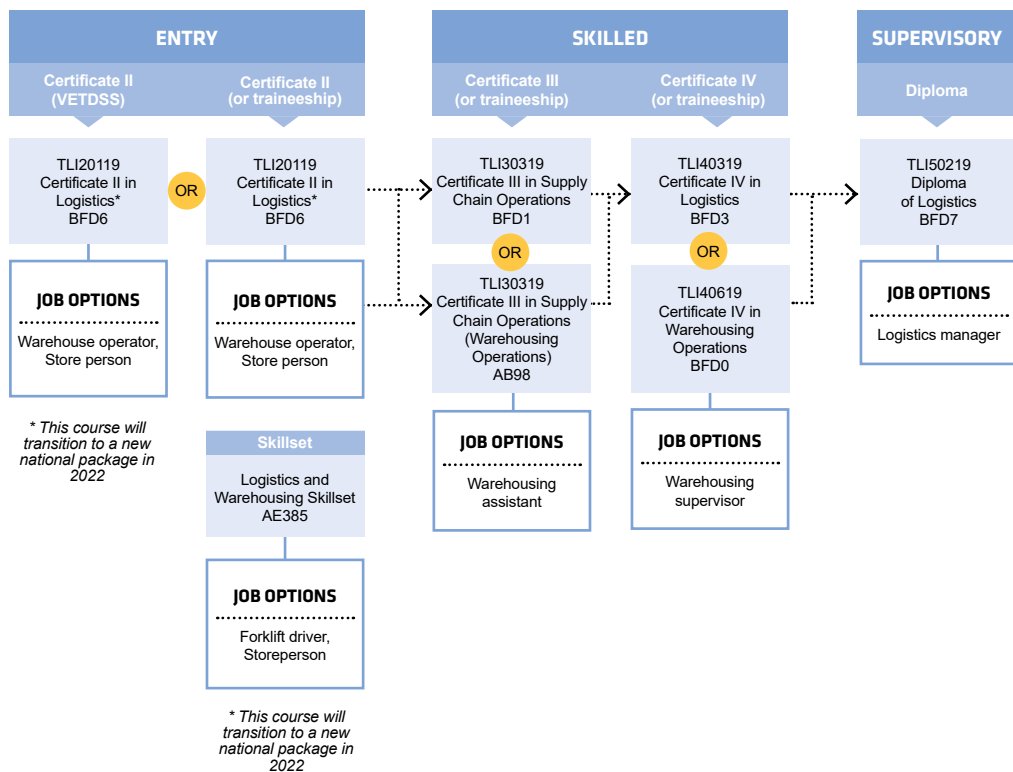 ENTRY
Certificate II
(VETDSS)
Certificate II
(or traineeship)
TLI20119
Certificate II in
Logistics*
BFD6
OR
TLI20119
Certificate II in
Logistics*
BFD6
JOB OPTIONS
Warehouse operator,
Store person
JOB OPTIONS
Warehouse operator,
Store person
* This course will
transition to a new
national package in
2022
Skillset
Logistics and
Warehousing Skillset
AE385
JOB OPTIONS
Forklift driver,
Storeperson
* This course will
transition to a new
national package in
2022
SKILLED
Certificate III
(or traineeship)
Certificate IV
(or traineeship)
TLI30319
Certificate III in Supply
Chain Operations
BFD1
OR
TLI30319
Certificate III in Supply
Chain Operations
(Warehousing
Operations)
AB98
JOB OPTIONS
Warehousing
assistant
TLI40319
Certificate IV in
Logistics
BFD3
OR
TLI40619
Certificate IV in
Warehousing
Operations
BFD0
JOB OPTIONS
Warehousing
supervisor
SUPERVISORY
Diploma
TLI50219
Diploma
of Logistics
BFD7
JOB OPTIONS
Logistics manager